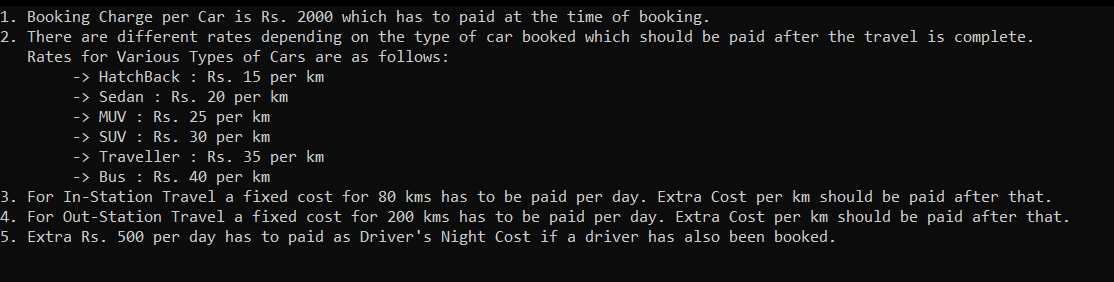 1. Booking Charge per Car is Rs. 2000 which has to paid at the time of booking.
2. There are different rates depending on the type of car booked which should be paid after the travel is complete.
   Rates for Various Types of Cars are as follows:
        -> HatchBack : Rs. 15 per km
        -> Sedan : Rs. 20 per km
        -> MUV : Rs. 25 per km
        -> SUV : Rs. 30 per km
        -> Traveller : Rs. 35 per km
        -> Bus : Rs. 40 per km
3. For In-Station Travel a fixed cost for 80 kms has to be paid per day. Extra Cost per km should be paid after that.
4. For Out-Station Travel a fixed cost for 200 kms has to be paid per day. Extra Cost per km should be paid after that.
5. Extra Rs. 500 per day has to paid as Driver's Night Cost if a driver has also been booked.